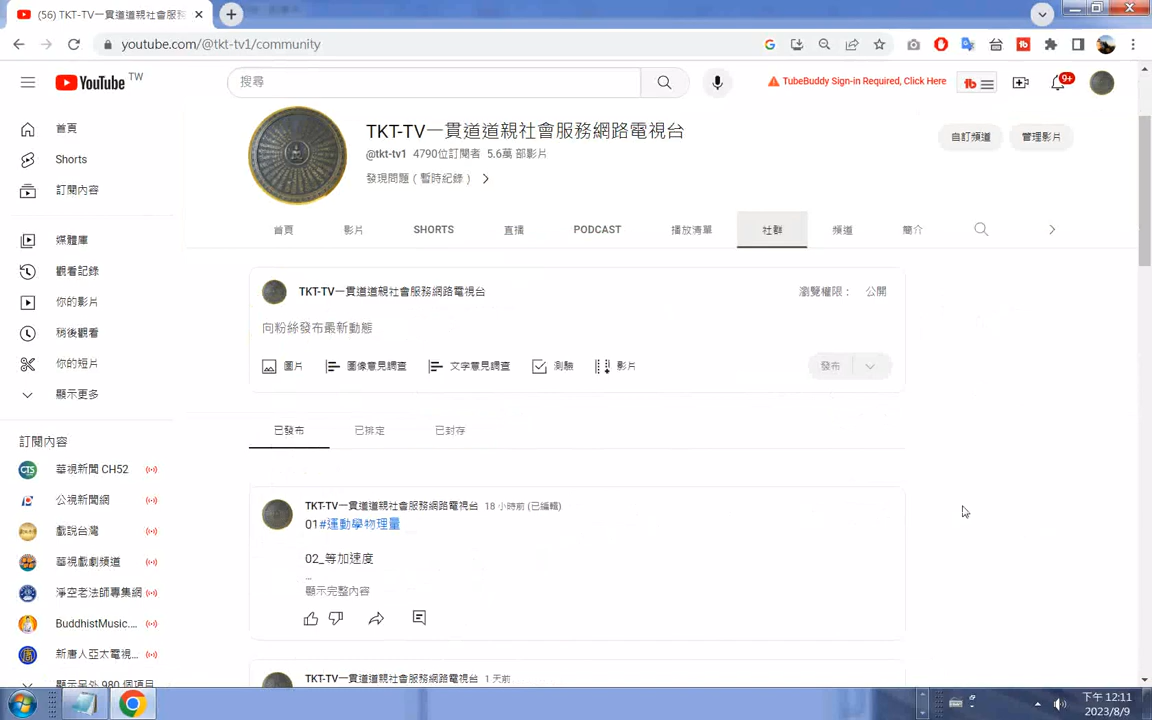 (56) TKT-TV一貫道道親社會服務
youtube.com/@tkt-tv1/community
YouTube TW
搜尋
TubeBuddy Sign-in Required, Click Here
tb
9+
首頁
Shorts
訂閱內容
媒體庫
觀看記錄
你的影片
稍後觀看
你的短片
顯示更多
訂閱內容
華視新聞 CH52
公視新聞網
戲說台灣
華視戲劇頻道
淨空老法師專集網
BuddhistMusic....
新唐人亞太電視...
顯示另外 980 個項目
TKT-TV一貫道道親社會服務網路電視台
@tkt-tv1 4790位訂閱者 5.6萬 部影片
發現問題（暫時紀錄）
自訂頻道
管理影片
首頁 影片 SHORTS 直播 PODCAST 播放清單 社群 頻道 簡介
TKT-TV一貫道道親社會服務網路電視台
瀏覽權限： 公開
向粉絲發布最新動態
圖片 圖像意見調查 文字意見調查 測驗 影片
發布
已發布 已排定 已封存
TKT-TV一貫道道親社會服務網路電視台 18 小時前 (已編輯)
01#運動學物理量
02_等加速度
...
顯示完整內容
TKT-TV一貫道道親社會服務網路電視台 1 天前
下午 12:11
2023/8/9